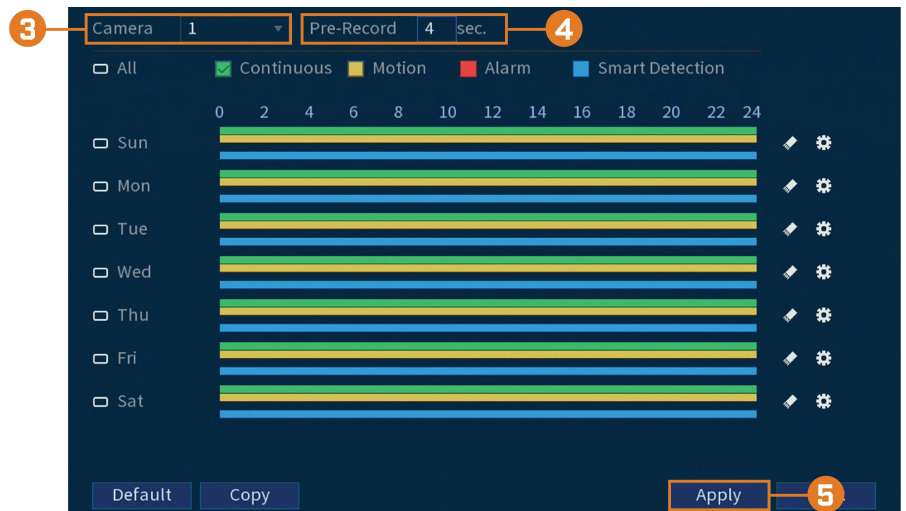 3 Camera 1 Pre-Record 4 sec. 4
All Continuous Motion Alarm Smart Detection
0 2 4 6 8 10 12 14 16 18 20 22 24
Sun
Mon
Tue
Wed
Thu
Fri
Sat
Default Copy Apply 5